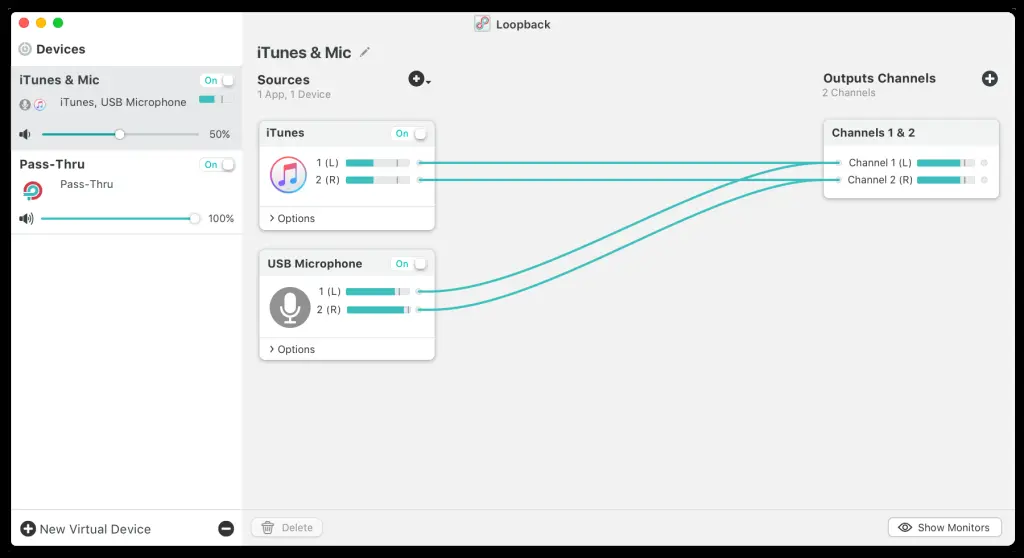 Loopback
Devices
iTunes & Mic On
iTunes, USB Microphone
50%
Pass-Thru On
Pass-Thru
100%
New Virtual Device
iTunes & Mic
Sources
1 App, 1 Device
iTunes On
1 (L)
2 (R)
Options
USB Microphone On
1 (L)
2 (R)
Options
Outputs Channels
2 Channels
Channels 1 & 2
Channel 1 (L)
Channel 2 (R)
Delete
Show Monitors